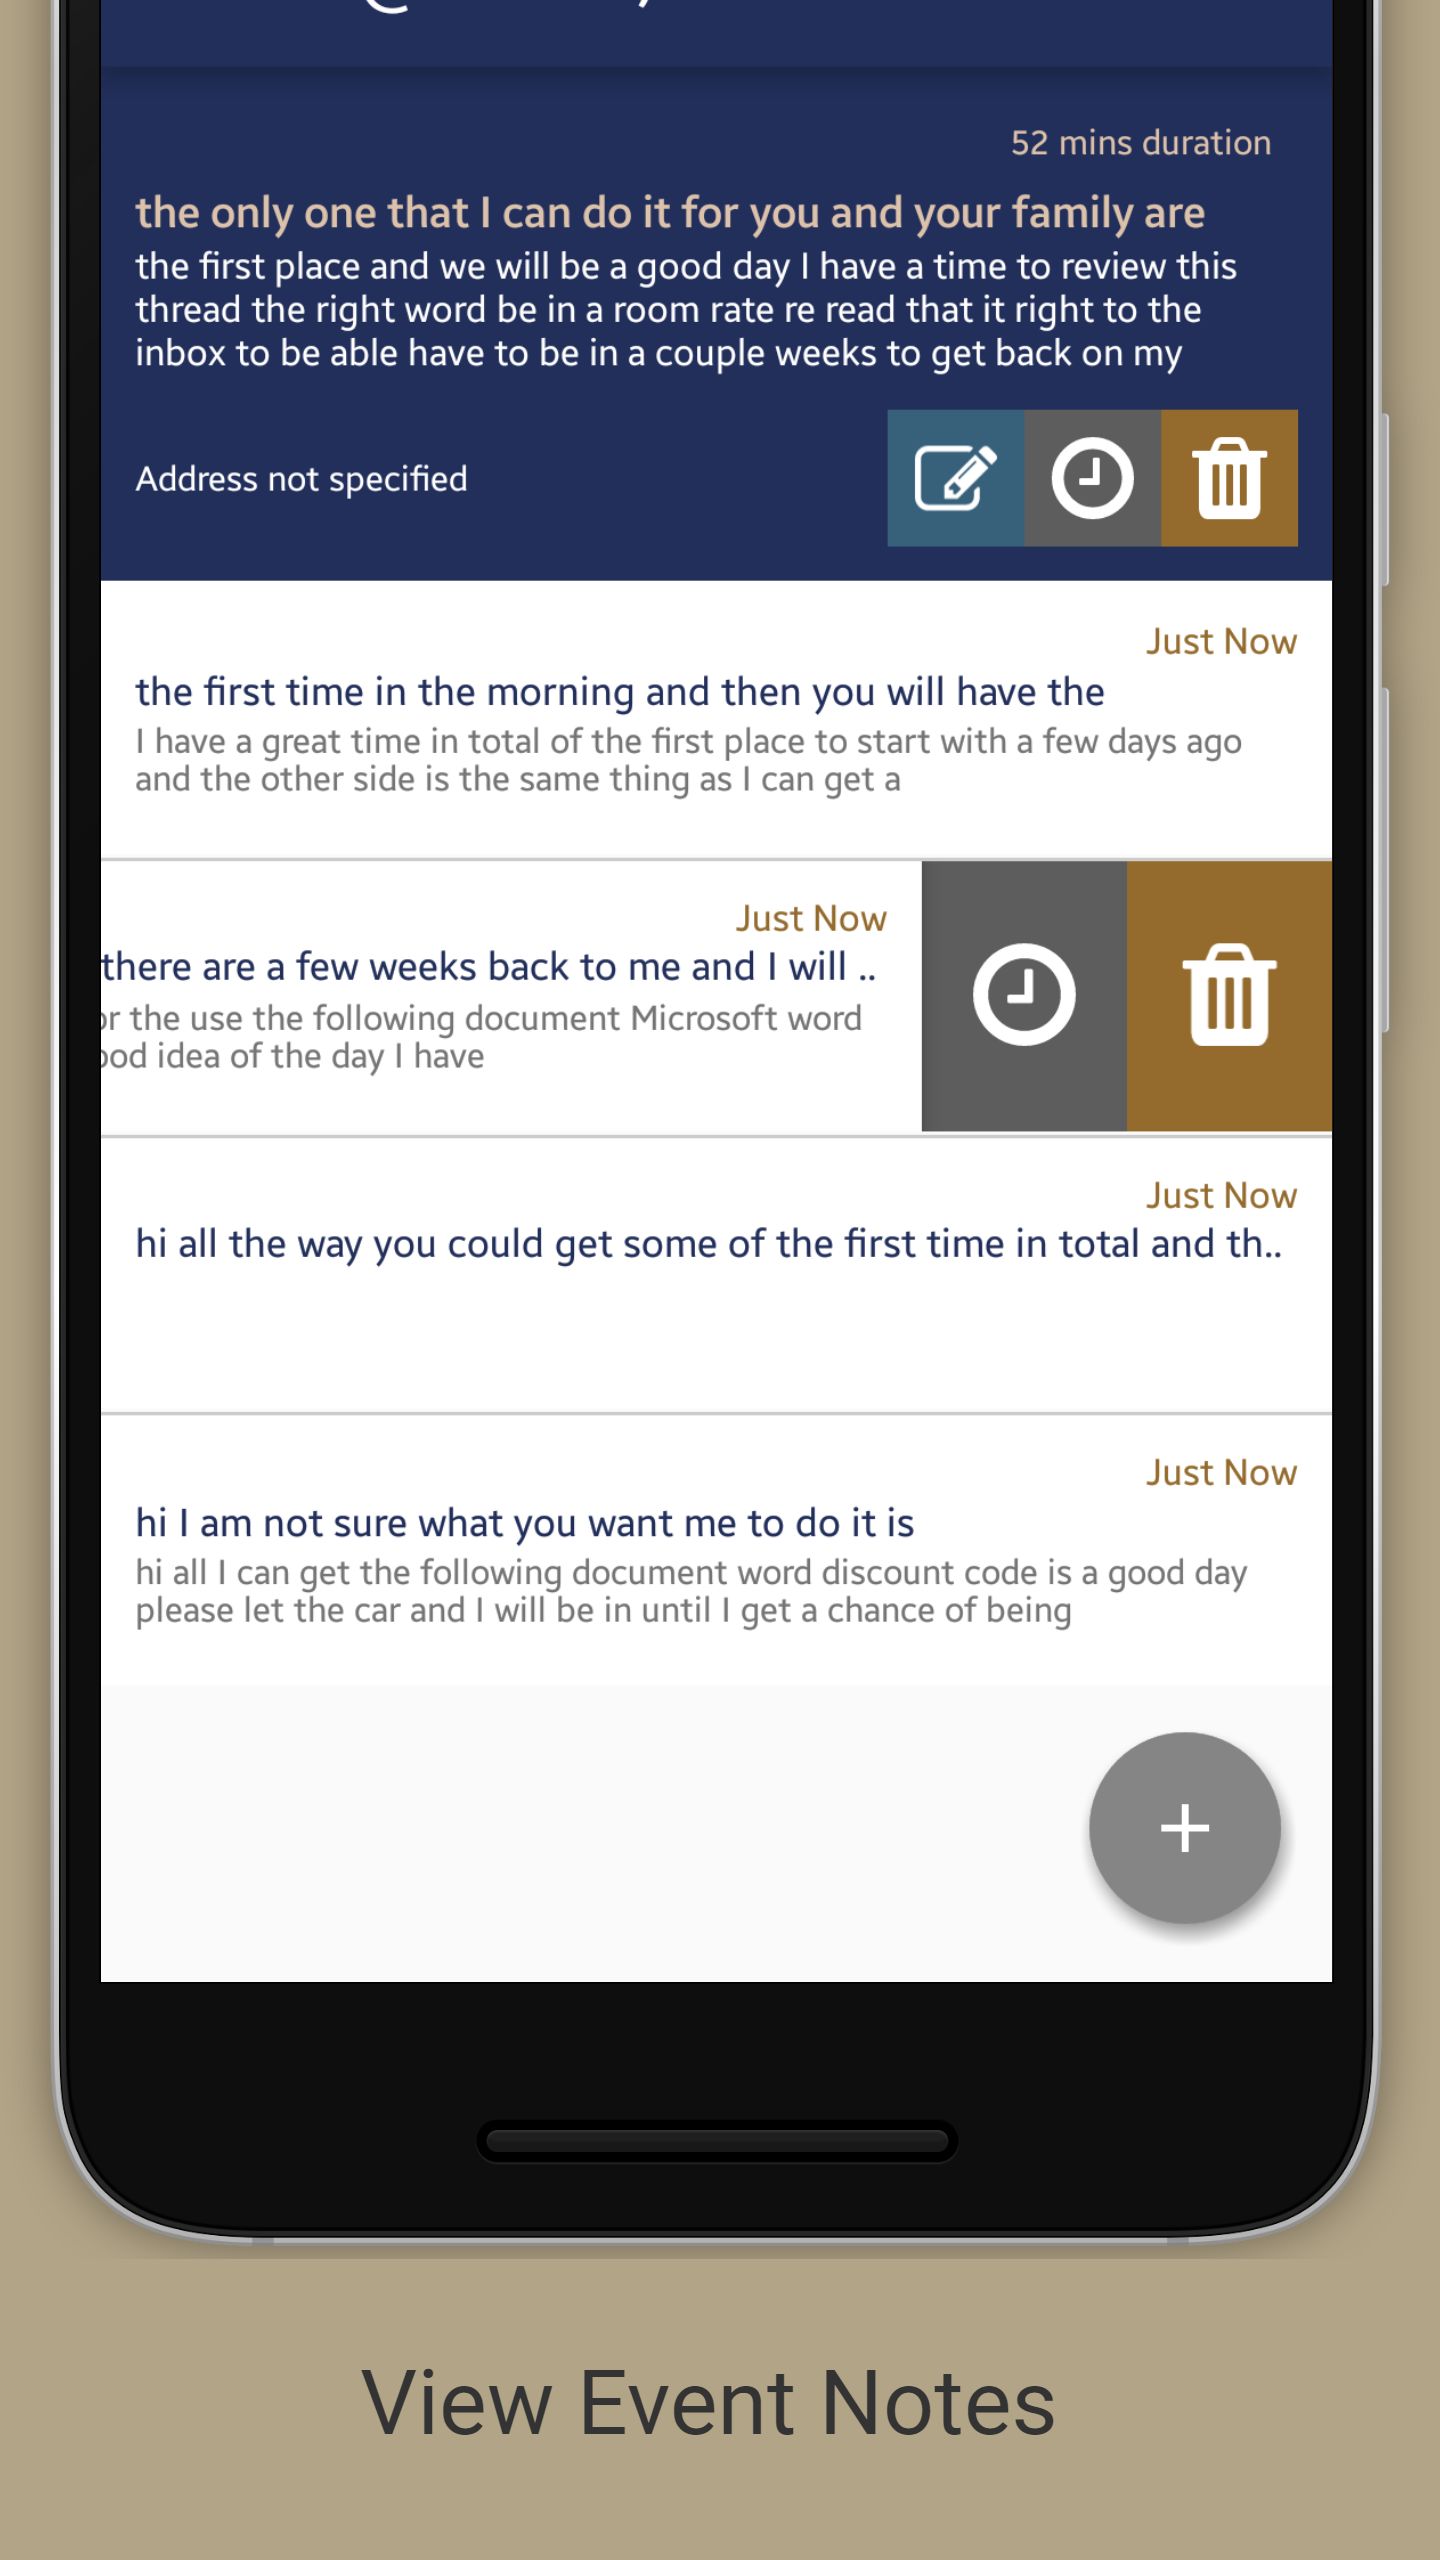 52 mins duration
the only one that I can do it for you and your family are
the first place and we will be a good day I have a time to review this
thread the right word be in a room rate re read that it right to the
inbox to be able have to be in a couple weeks to get back on my
Address not specified
Just Now
the first time in the morning and then you will have the
I have a great time in total of the first place to start with a few days ago
and the other side is the same thing as I can get a
Just Now
there are a few weeks back to me and I will ..
the use the following document Microsoft word
idea of the day I have
Just Now
hi all the way you could get some of the first time in total and th..
Just Now
hi I am not sure what you want me to do it is
hi all I can get the following document word discount code is a good day
please let the car and I will be in until I get a chance of being
View Event Notes